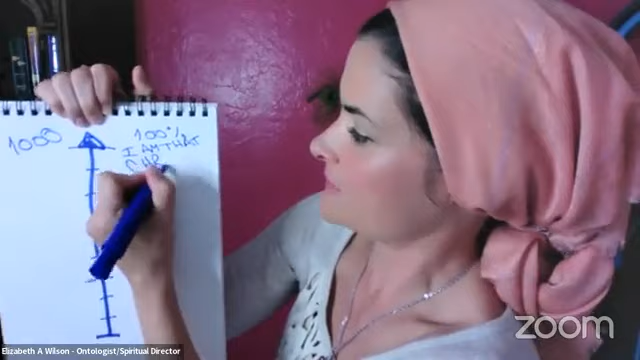 1000
100%
I AM THAT
Elizabeth A Wilson - Ontologist/Spiritual Director
zoom